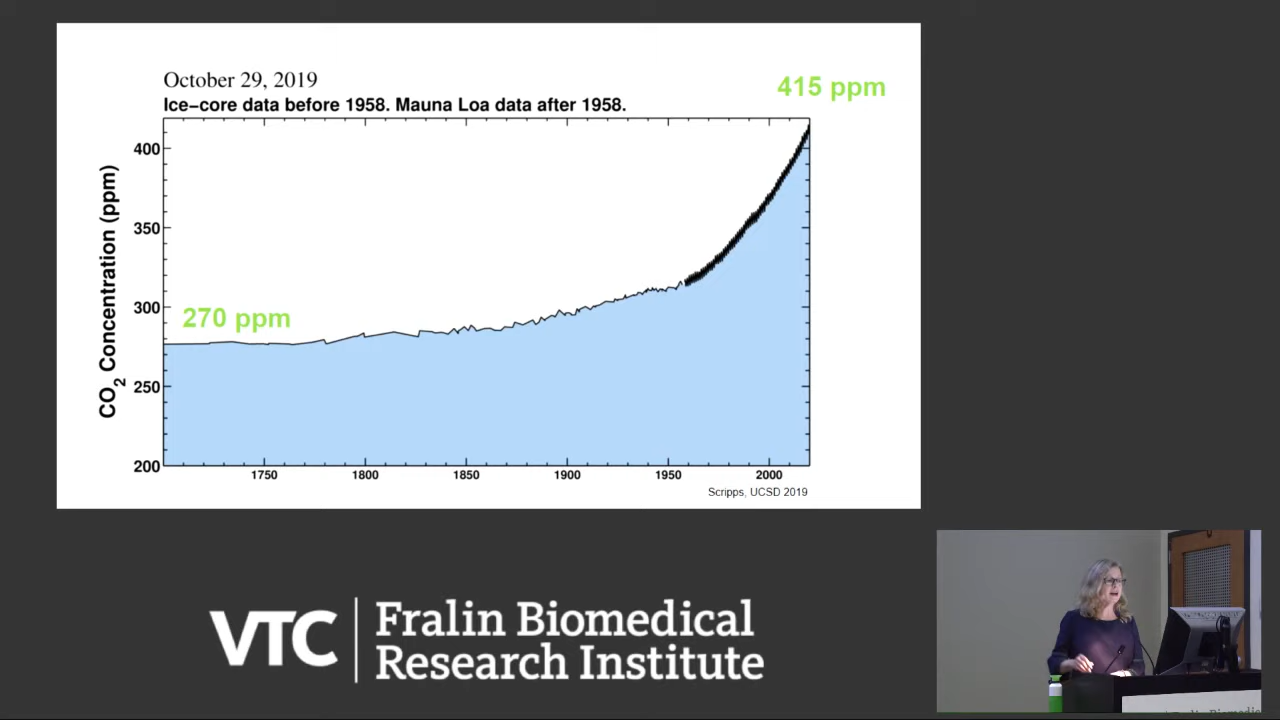 October 29, 2019
415 ppm
Ice-core data before 1958. Mauna Loa data after 1958.
CO2 Concentration (ppm)
400
350
300
250
200
270 ppm
1750 1800 1850 1900 1950 2000
Scripps, UCSD 2019
VTC
Fralin Biomedical
Research Institute
Fralin Biomedic